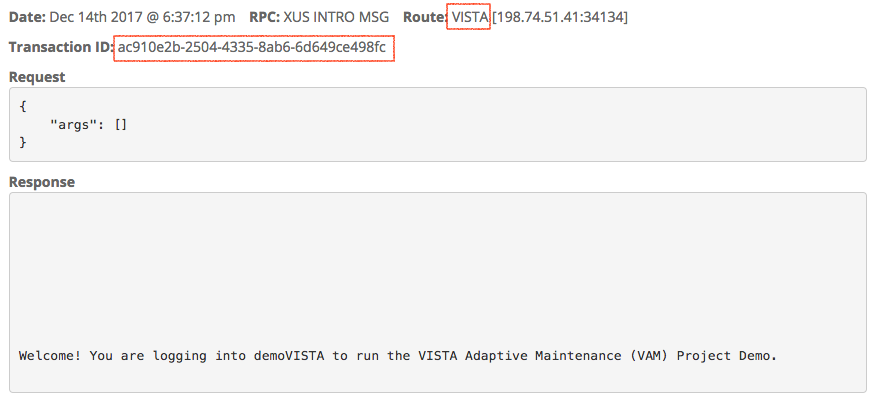 Date: Dec 14th 2017 @ 6:37:12 pm RPC: XUS INTRO MSG Route: VISTA [198.74.51.41:34134]
Transaction ID: ac910e2b-2504-4335-8ab6-6d649ce498fc
Request
{
"args": []
}
Response
Welcome! You are logging into demoVISTA to run the VISTA Adaptive Maintenance (VAM) Project Demo.